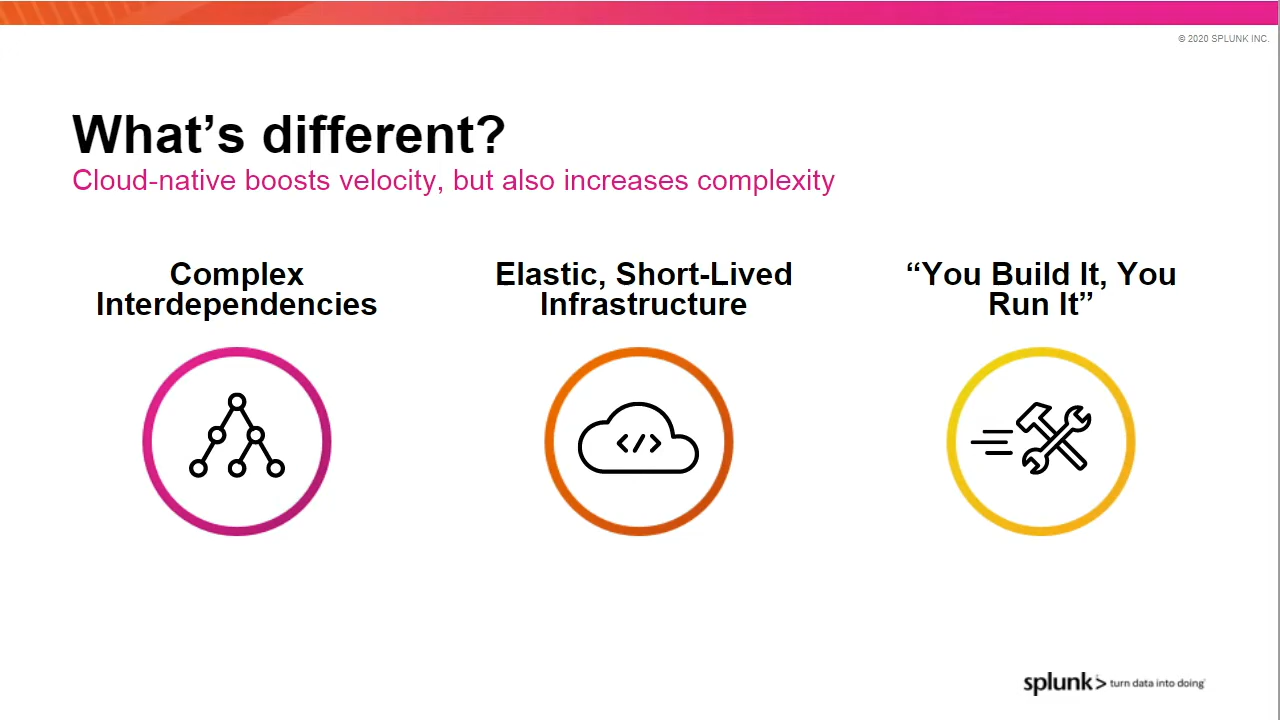 © 2020 SPLUNK INC.
What’s different?
Cloud-native boosts velocity, but also increases complexity
Complex
Interdependencies
Elastic, Short-Lived
Infrastructure
“You Build It, You
Run It”
</>
splunk> turn data into doing